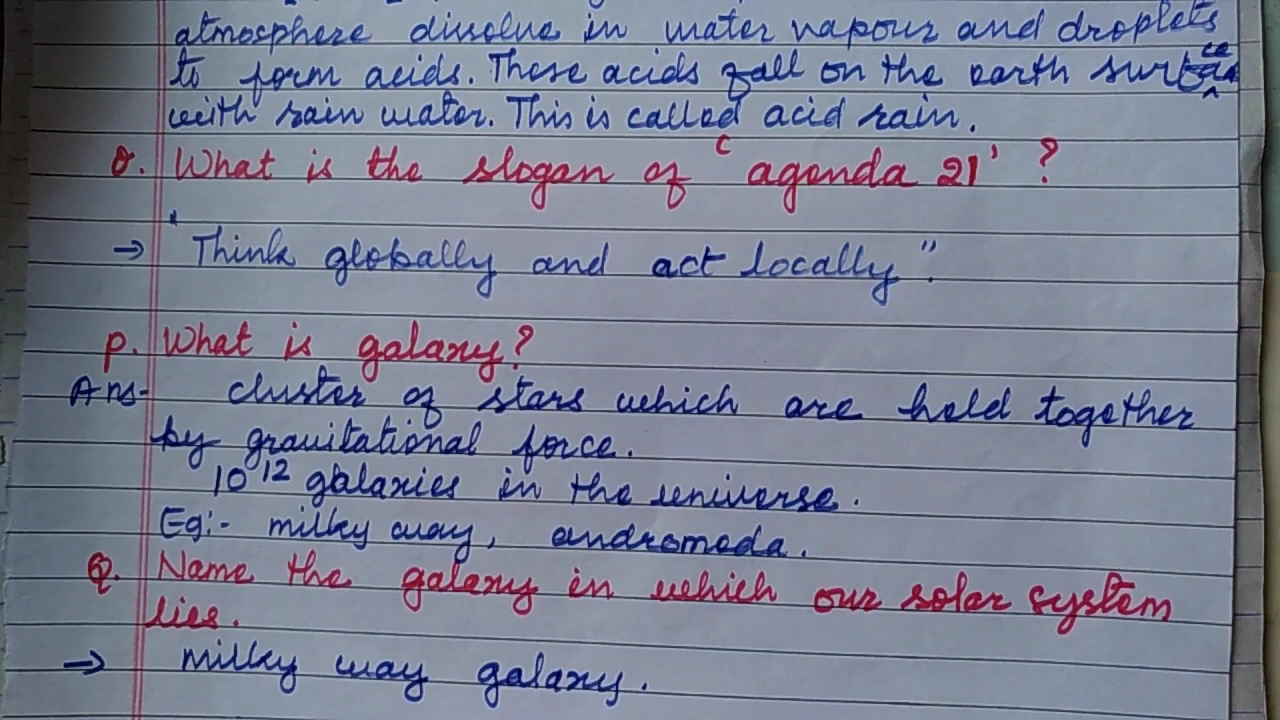 atmosphere dissolve in water vapour and droplets
to form acids. These acids fall on the earth surface
with rain water. This is called acid rain.
O. What is the slogan of 'agenda 21' ?
→ "Think globally and act locally".
P. What is galaxy?
Ans- cluster of stars which are held together
by gravitational force.
10¹² galaxies in the universe.
Eg:- milky way, andromeda.
Q. Name the galaxy in which our solar system
lies.
→ milky way galaxy.